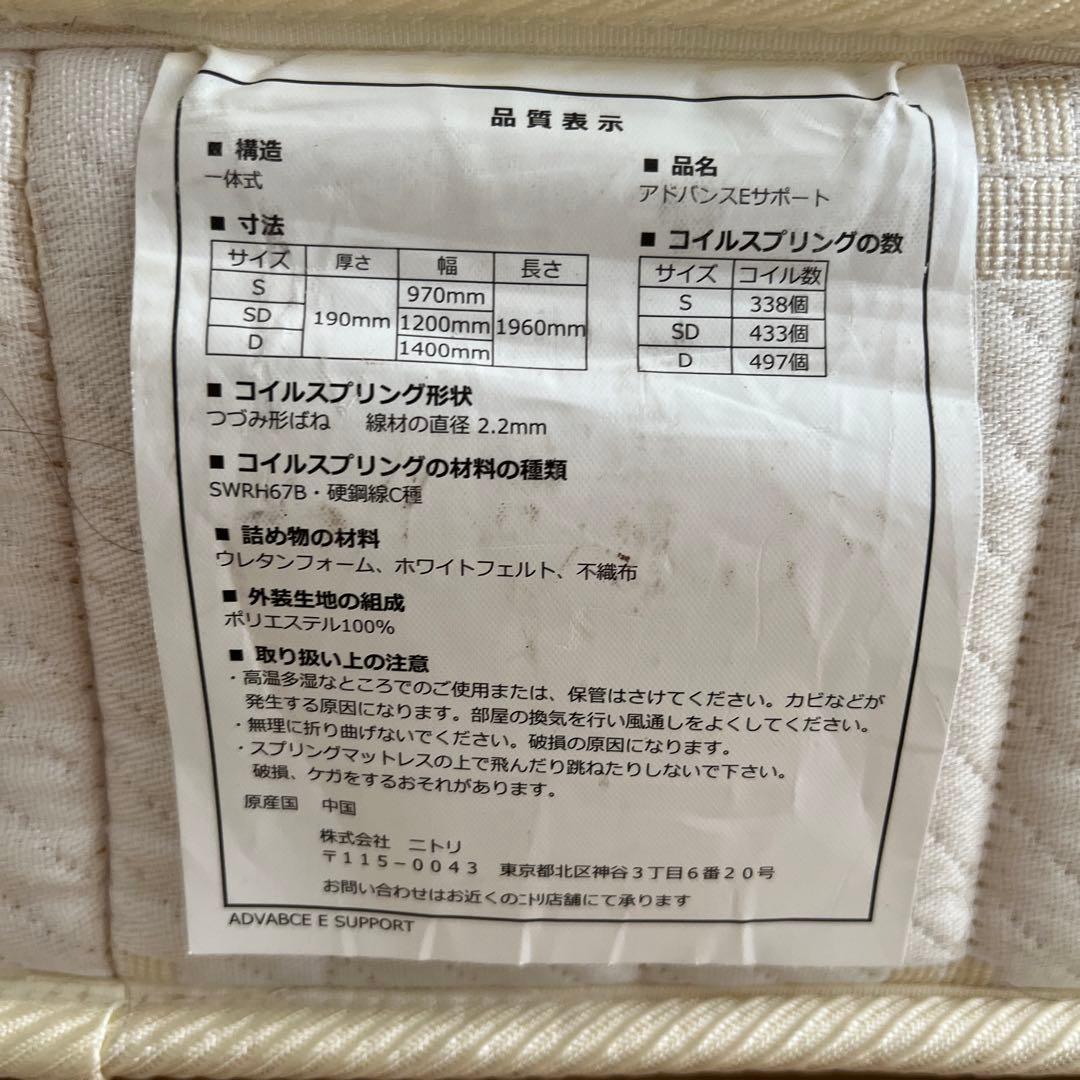 品質表示
■ 構造
一体式
■ 品名
アドバンスEサポート
■ 寸法
サイズ 厚さ 幅 長さ
S 970mm
SD 190mm 1200mm 1960mm
D 1400mm
■ コイルスプリングの数
サイズ コイル数
S 338個
SD 433個
D 497個
■ コイルスプリング形状
つづみ形ばね 線材の直径 2.2mm
■ コイルスプリングの材料の種類
SWRH67B・硬鋼線C種
■ 詰め物の材料
ウレタンフォーム、ホワイトフェルト、不織布
■ 外装生地の組成
ポリエステル100%
■ 取り扱い上の注意
・高温多湿なところでのご使用または、保管はさけてください。カビなどが
発生する原因になります。部屋の換気を行い風通しをよくしてください。
・無理に折り曲げないでください。破損の原因になります。
・スプリングマットレスの上で飛んだり跳ねたりしないで下さい。
破損、ケガをするおそれがあります。
原産国 中国
株式会社 ニトリ
〒115-0043 東京都北区神谷3丁目6番20号
お問い合わせはお近くのﾆﾄﾘ店舗にて承ります
ADVABCE E SUPPORT